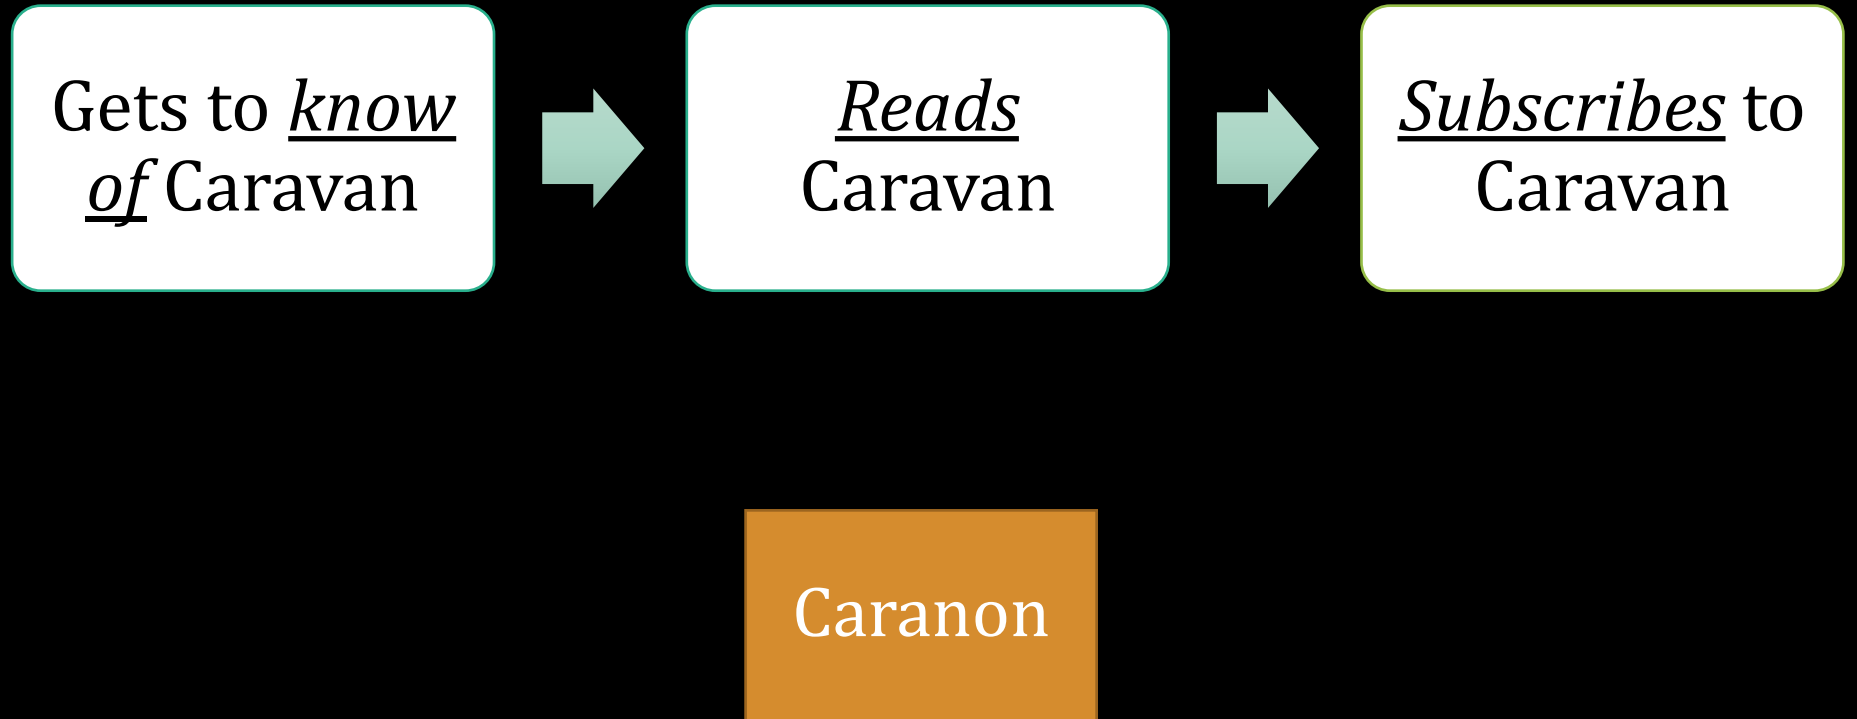 Gets to know
of Caravan
Reads
Caravan
Subscribes to
Caravan
Caranon